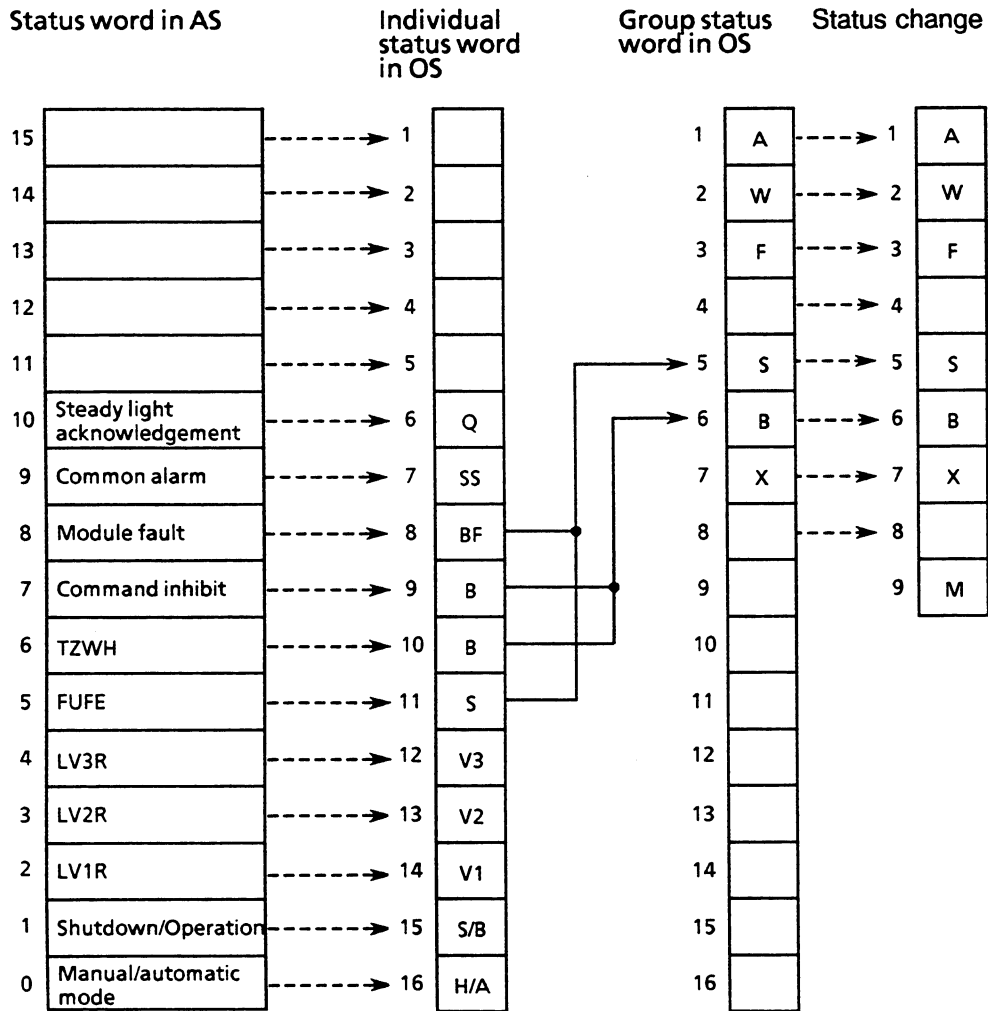 Status word in AS
Individual
status word
in OS
Group status
word in OS
Status change
15 1 1 A 1 A
14 2 2 W 2 W
13 3 3 F 3 F
12 4 4 4
11 5 5 S 5 S
10 Steady light
acknowledgement 6 Q 6 B 6 B
9 Common alarm 7 SS 7 X 7 X
8 Module fault 8 BF 8 8
7 Command inhibit 9 B 9 9 M
6 TZWH 10 B 10
5 FUFE 11 S 11
4 LV3R 12 V3 12
3 LV2R 13 V2 13
2 LV1R 14 V1 14
1 Shutdown/Operation 15 S/B 15
0 Manual/automatic
mode 16 H/A 16